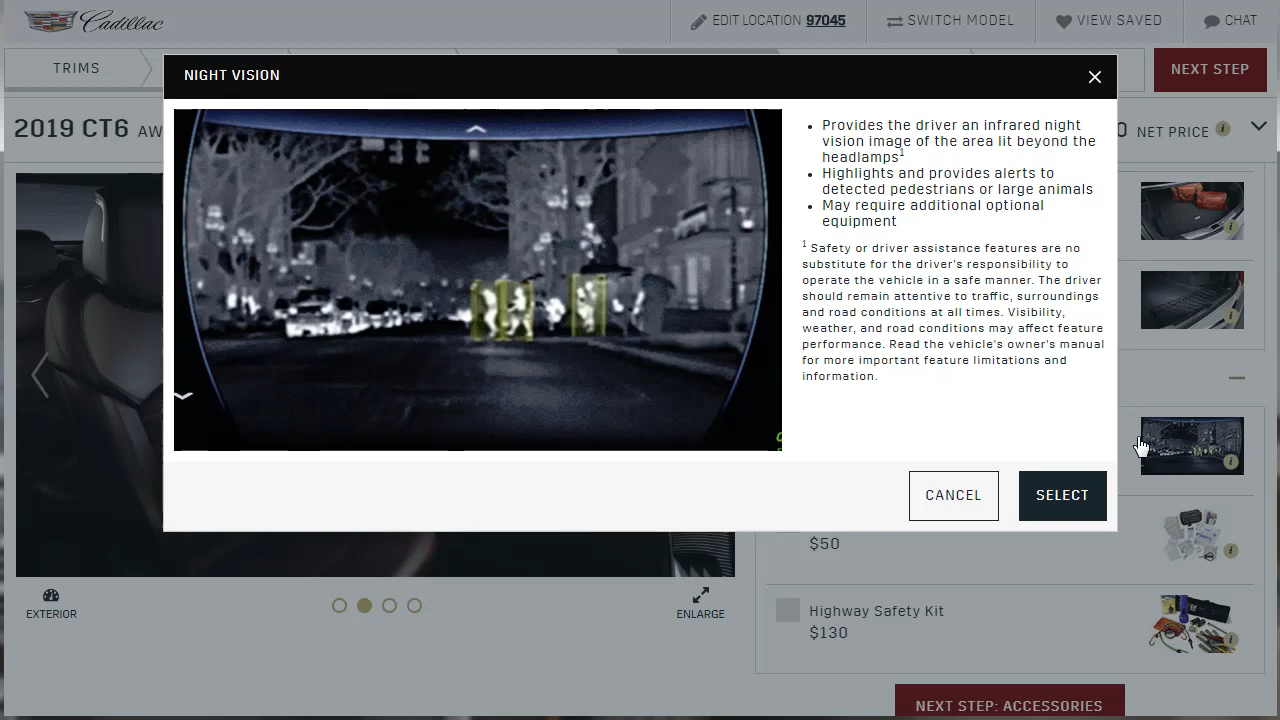 Cadillac
EDIT LOCATION 97045
SWITCH MODEL
VIEW SAVED
CHAT
TRIMS
NEXT STEP
2019 CT6 AW
0 NET PRICE i
NIGHT VISION
Provides the driver an infrared night
vision image of the area lit beyond the
headlamps1
Highlights and provides alerts to
detected pedestrians or large animals
May require additional optional
equipment
1 Safety or driver assistance features are no
substitute for the driver's responsibility to
operate the vehicle in a safe manner. The driver
should remain attentive to traffic, surroundings
and road conditions at all times. Visibility,
weather, and road conditions may affect feature
performance. Read the vehicle's owner's manual
for more important feature limitations and
information.
CANCEL
SELECT
$50
Highway Safety Kit
$130
EXTERIOR
ENLARGE
NEXT STEP: ACCESSORIES